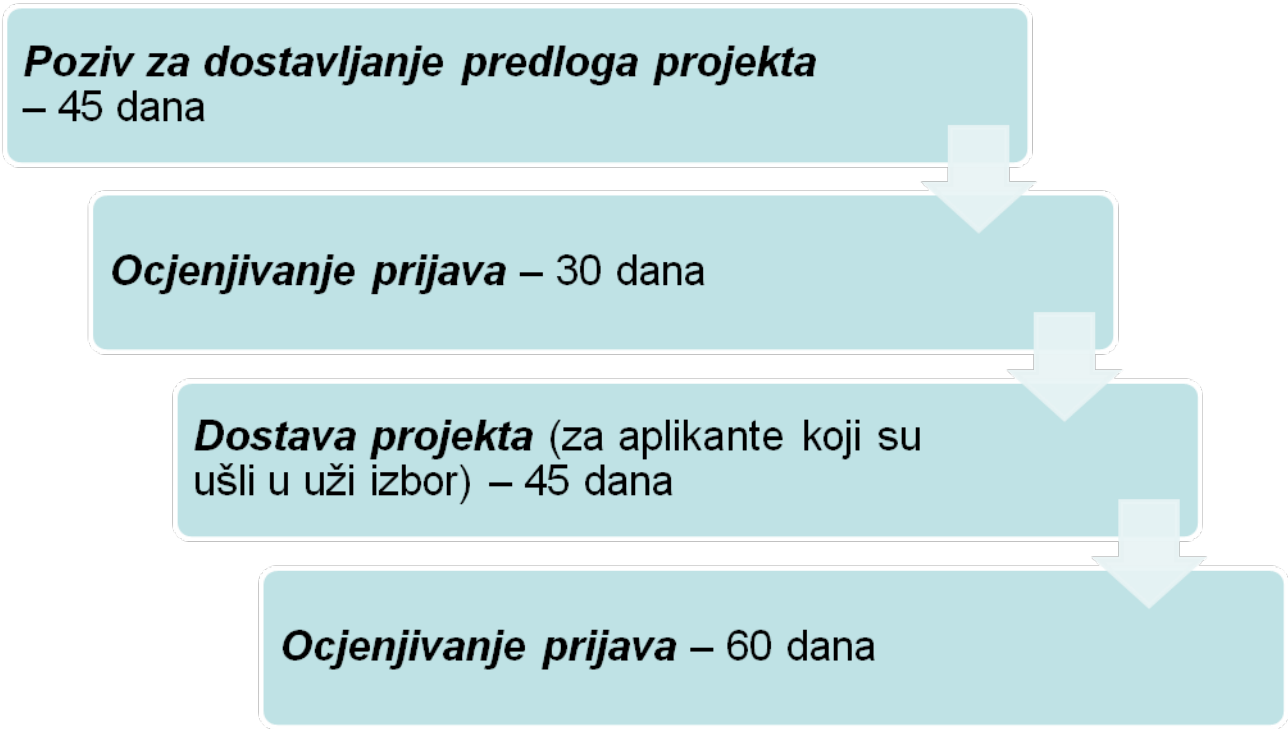 Poziv za dostavljanje predloga projekta
– 45 dana
Ocjenjivanje prijava – 30 dana
Dostava projekta (za aplikante koji su
ušli u uži izbor) – 45 dana
Ocjenjivanje prijava – 60 dana